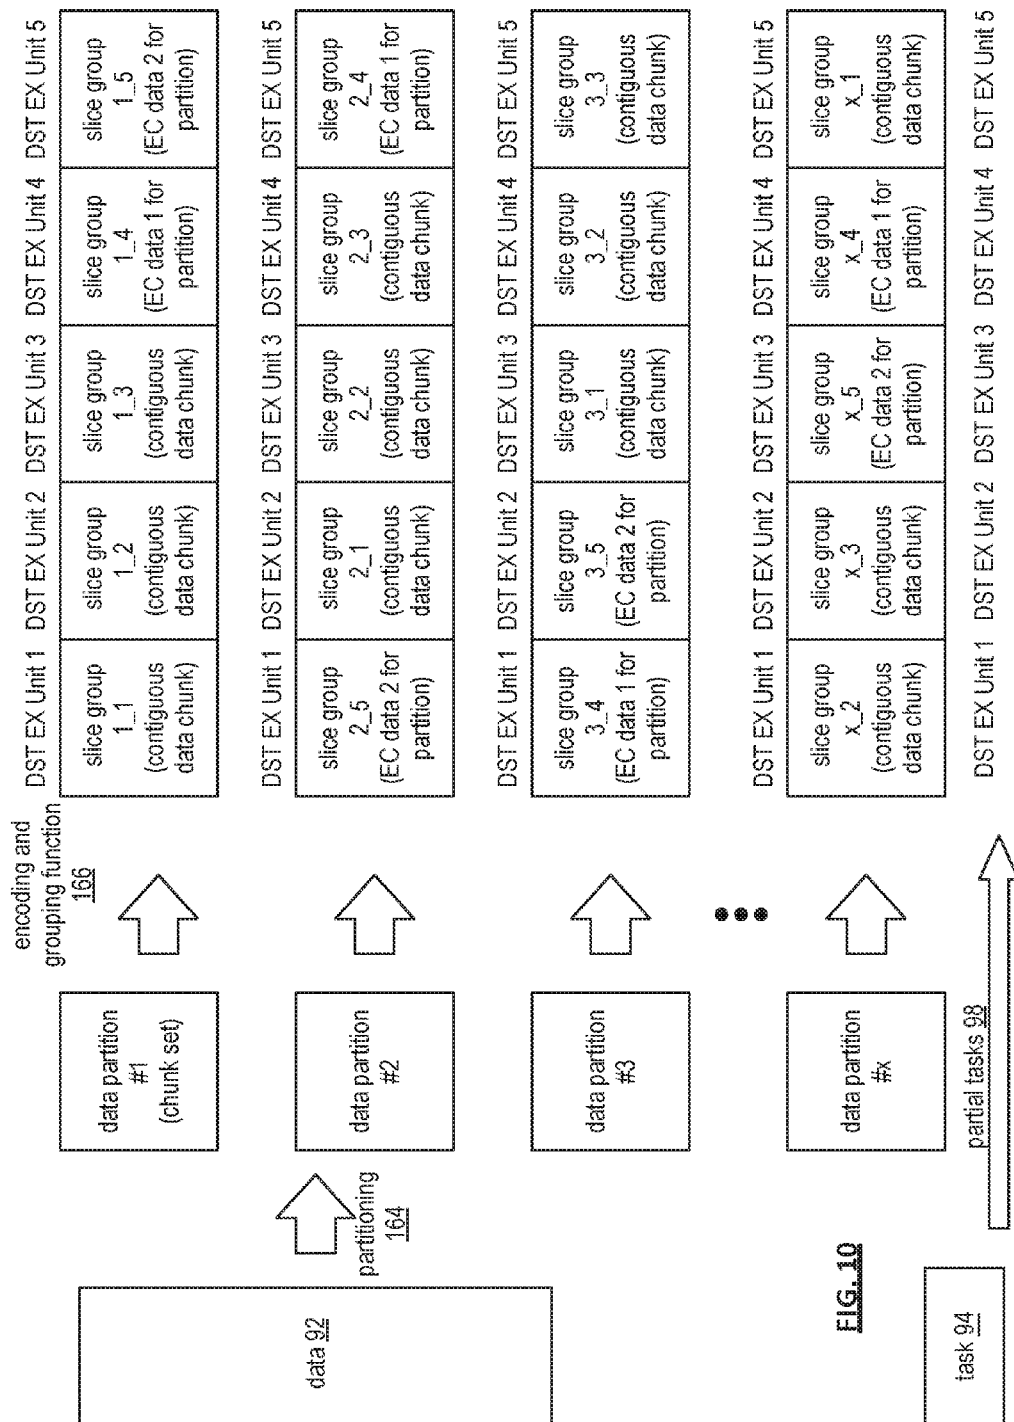 data 92
task 94
partitioning
164
FIG. 10
data partition
#1
(chunk set)
data partition
#2
data partition
#3
data partition
#x
partial tasks 98
encoding and
grouping function
166
DST EX Unit 1
DST EX Unit 2
DST EX Unit 3
DST EX Unit 4
DST EX Unit 5
slice group
1_1
(contiguous
data chunk)
slice group
1_2
(contiguous
data chunk)
slice group
1_3
(contiguous
data chunk)
slice group
1_4
(EC data 1 for
partition)
slice group
1_5
(EC data 2 for
partition)
DST EX Unit 1
DST EX Unit 2
DST EX Unit 3
DST EX Unit 4
DST EX Unit 5
slice group
2_5
(EC data 2 for
partition)
slice group
2_1
(contiguous
data chunk)
slice group
2_2
(contiguous
data chunk)
slice group
2_3
(contiguous
data chunk)
slice group
2_4
(EC data 1 for
partition)
DST EX Unit 1
DST EX Unit 2
DST EX Unit 3
DST EX Unit 4
DST EX Unit 5
slice group
3_4
(EC data 1 for
partition)
slice group
3_5
(EC data 2 for
partition)
slice group
3_1
(contiguous
data chunk)
slice group
3_2
(contiguous
data chunk)
slice group
3_3
(contiguous
data chunk)
DST EX Unit 1
DST EX Unit 2
DST EX Unit 3
DST EX Unit 4
DST EX Unit 5
slice group
x_2
(contiguous
data chunk)
slice group
x_3
(contiguous
data chunk)
slice group
x_5
(EC data 2 for
partition)
slice group
x_4
(EC data 1 for
partition)
slice group
x_1
(contiguous
data chunk)
DST EX Unit 1
DST EX Unit 2
DST EX Unit 3
DST EX Unit 4
DST EX Unit 5